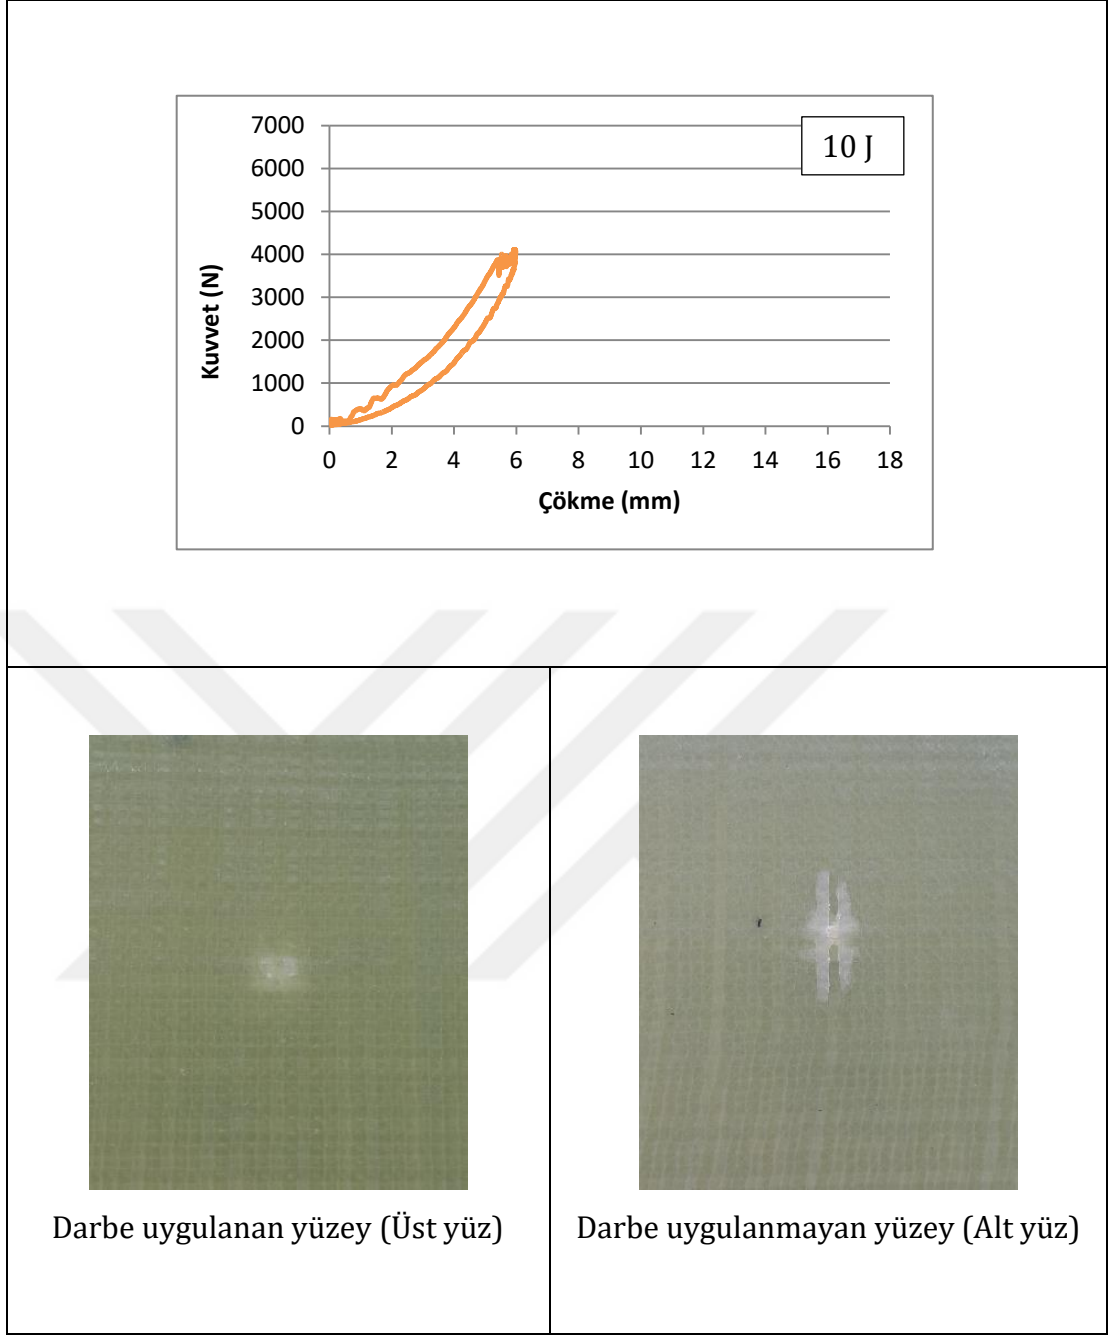 10 J
7000
6000
5000
4000
3000
2000
1000
0
Kuvvet (N)
0 2 4 6 8 10 12 14 16 18
Çökme (mm)
Darbe uygulanan yüzey (Üst yüz)
Darbe uygulanmayan yüzey (Alt yüz)